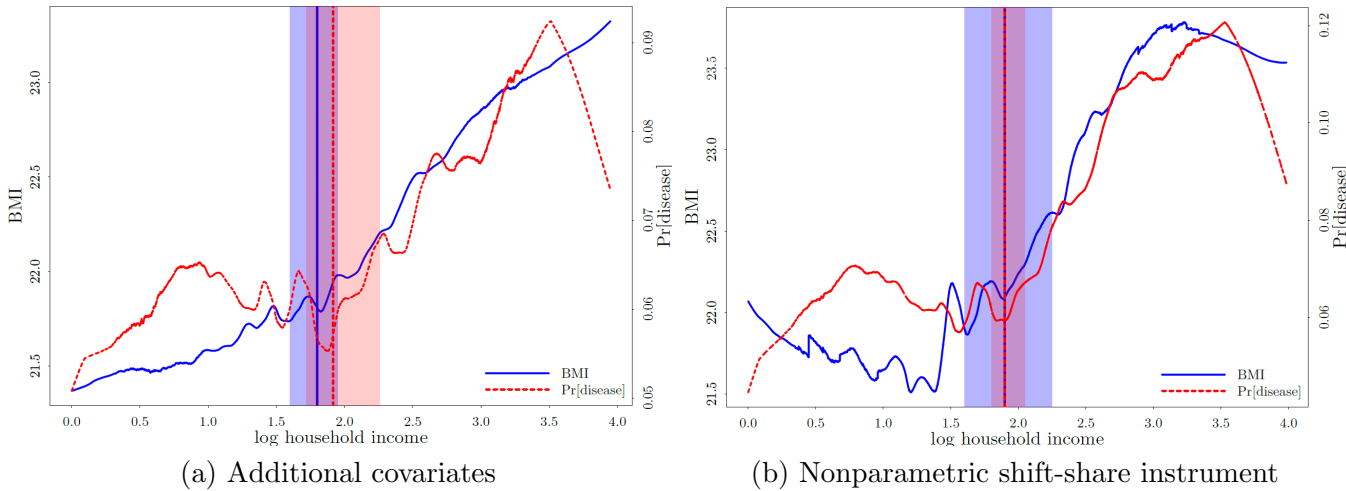 BMI
23.0
22.5
22.0
21.5
0.09
0.08
0.07
0.06
0.05
Pr[disease]
BMI
Pr[disease]
0.0 0.5 1.0 1.5 2.0 2.5 3.0 3.5 4.0
log household income
(a) Additional covariates
BMI
23.5
23.0
22.5
22.0
21.5
0.12
0.10
0.08
0.06
Pr[disease]
BMI
Pr[disease]
0.0 0.5 1.0 1.5 2.0 2.5 3.0 3.5 4.0
log household income
(b) Nonparametric shift-share instrument